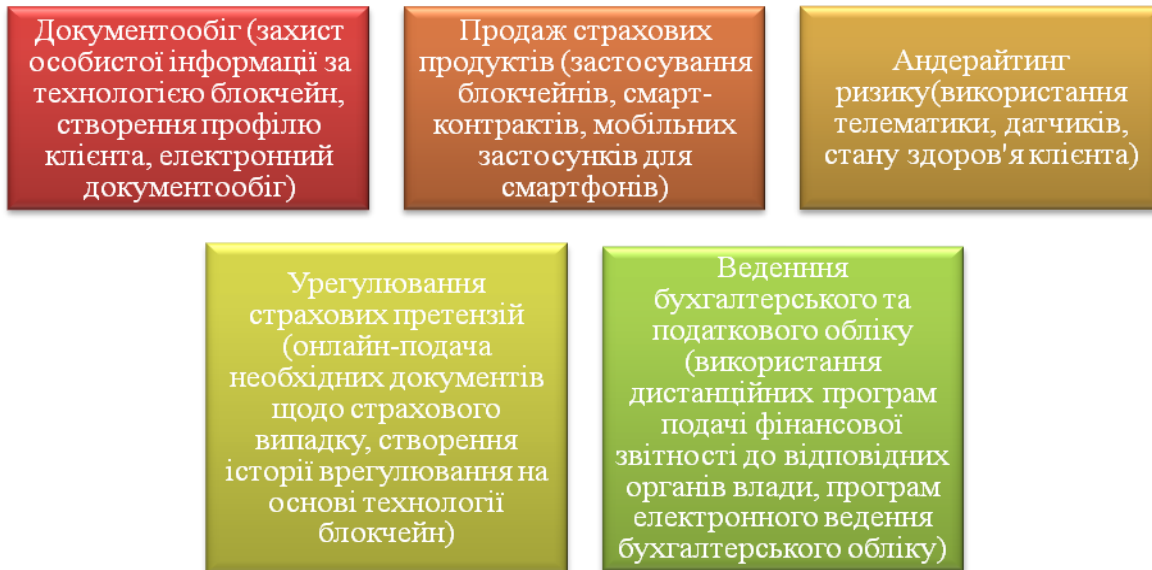 Документообіг (захист
особистої інформації за
технологією блокчейн,
створення профілю
клієнта, електронний
документообіг)
Продаж страхових
продуктів (застосування
блокчейнів, смарт-
контрактів, мобільних
застосунків для
смартфонів)
Андерайтинг
ризику(використання
телематики, датчиків,
стану здоров'я клієнта)
Урегулювання
страхових претензій
(онлайн-подача
необхідних документів
щодо страхового
випадку, створення
історії врегулювання на
основі технології
блокчейн)
Веденння
бухгалтерського та
податкового обліку
(використання
дистанційних програм
подачі фінансової
звітності до відповідних
органів влади, програм
електронного ведення
бухгалтерського обліку)